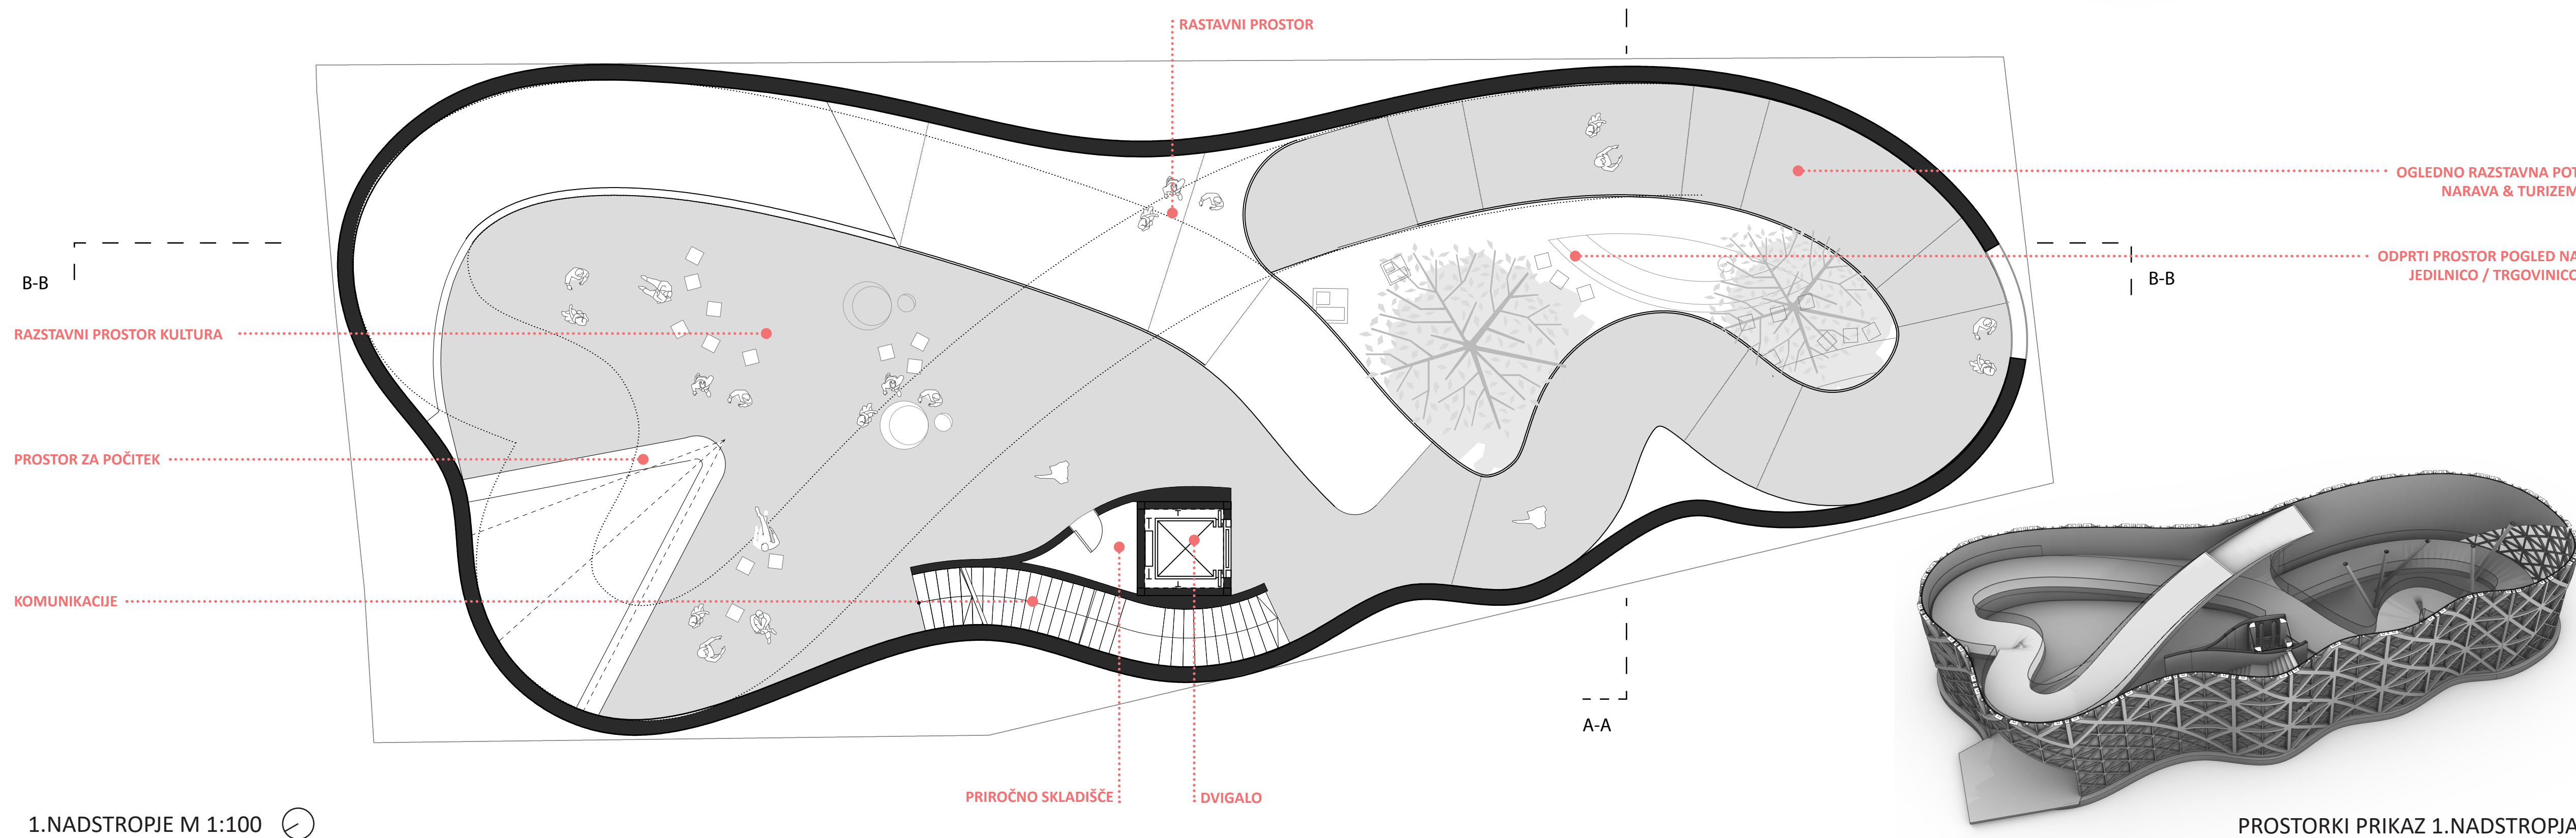 RASTAVNI PROSTOR
OGLEDNO RAZSTAVNA POT
NARAVA & TURIZEM
ODPRTI PROSTOR POGLED NA
JEDILNICO / TRGOVINICO
B-B
B-B
RAZSTAVNI PROSTOR KULTURA
PROSTOR ZA POČITEK
KOMUNIKACIJE
A-A
PRIROČNO SKLADIŠČE
DVIGALO
1.NADSTROPJE M 1:100
PROSTORKI PRIKAZ 1.NADSTROPJA